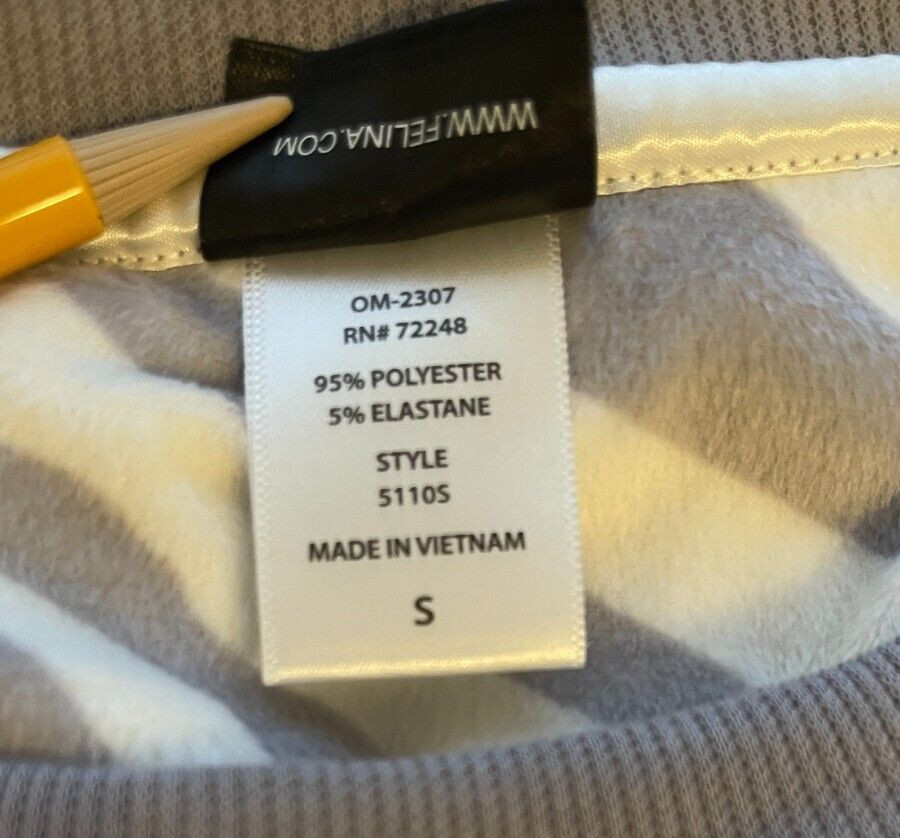 WWW.FELINA.COM
OM-2307
RN# 72248
95% POLYESTER
5% ELASTANE
STYLE
5110S
MADE IN VIETNAM
S